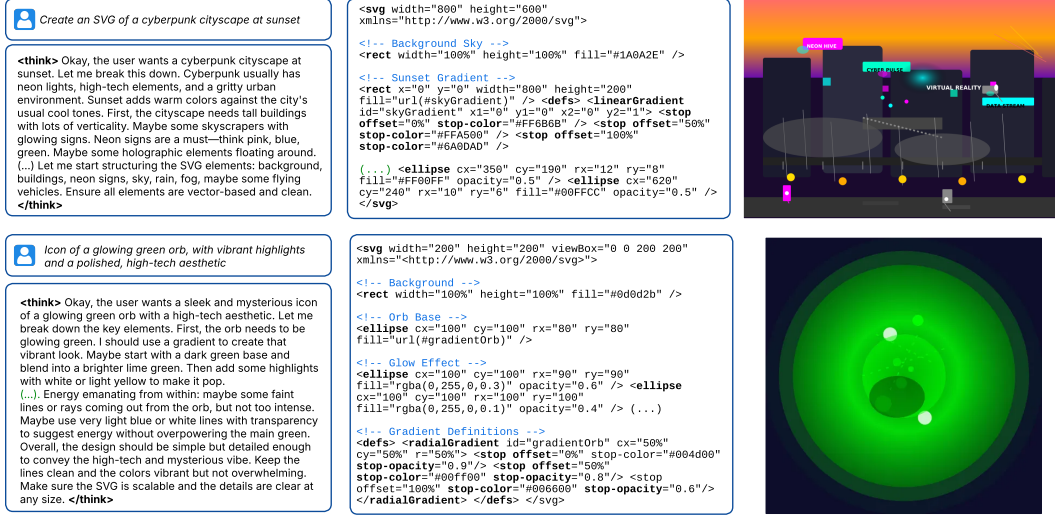 Create an SVG of a cyberpunk cityscape at sunset
<think> Okay, the user wants a cyberpunk cityscape at
sunset. Let me break this down. Cyberpunk usually has
neon lights, high-tech elements, and a gritty urban
environment. Sunset adds warm colors against the city's
usual cool tones. First, the cityscape needs tall buildings
with lots of verticality. Maybe some skyscrapers with
glowing signs. Neon signs are a must—think pink, blue,
green. Maybe some holographic elements floating around.
(...) Let me start structuring the SVG elements: background,
buildings, neon signs, sky, rain, fog, maybe some flying
vehicles. Ensure all elements are vector-based and clean.
</think>
<svg width="800" height="600"
xmlns="http://www.w3.org/2000/svg">
<!-- Background Sky -->
<rect width="100%" height="100%" fill="#1A0A2E" />
<!-- Sunset Gradient -->
<rect x="0" y="0" width="800" height="200"
fill="url(#skyGradient)" /> <defs> <linearGradient
id="skyGradient" x1="0" y1="0" x2="0" y2="1"> <stop
offset="0%" stop-color="#FF6B6B" /> <stop offset="50%"
stop-color="#FFA500" /> <stop offset="100%"
stop-color="#6A0DAD" />
(...) <ellipse cx="350" cy="190" rx="12" ry="8"
fill="#FF00FF" opacity="0.5" /> <ellipse cx="620"
cy="240" rx="10" ry="6" fill="#00FFCC" opacity="0.5" />
</svg>
NEON HIVE
CYBER PULSE
VIRTUAL REALITY
DATA STREAM
Icon of a glowing green orb, with vibrant highlights
and a polished, high-tech aesthetic
<think> Okay, the user wants a sleek and mysterious icon
of a glowing green orb with a high-tech aesthetic. Let me
break down the key elements. First, the orb needs to be
glowing green. I should use a gradient to create that
vibrant look. Maybe start with a dark green base and
blend into a brighter lime green. Then add some highlights
with white or light yellow to make it pop.
(...). Energy emanating from within: maybe some faint
lines or rays coming out from the orb, but not too intense.
Maybe use very light blue or white lines with transparency
to suggest energy without overpowering the main green.
Overall, the design should be simple but detailed enough
to convey the high-tech and mysterious vibe. Keep the
lines clean and the colors vibrant but not overwhelming.
Make sure the SVG is scalable and the details are clear at
any size. </think>
<svg width="200" height="200" viewBox="0 0 200 200"
xmlns="<http://www.w3.org/2000/svg>">
<!-- Background -->
<rect width="100%" height="100%" fill="#0d0d2b" />
<!-- Orb Base -->
<ellipse cx="100" cy="100" rx="80" ry="80"
fill="url(#gradientOrb)" />
<!-- Glow Effect -->
<ellipse cx="100" cy="100" rx="90" ry="90"
fill="rgba(0,255,0,0.3)" opacity="0.6" /> <ellipse
cx="100" cy="100" rx="100" ry="100"
fill="rgba(0,255,0,0.1)" opacity="0.4" /> (...)
<!-- Gradient Definitions -->
<defs> <radialGradient id="gradientOrb" cx="50%"
cy="50%" r="50%"> <stop offset="0%" stop-color="#004d00"
stop-opacity="0.9"/> <stop offset="50%"
stop-color="#00ff00" stop-opacity="0.8"/> <stop
offset="100%" stop-color="#006600" stop-opacity="0.6"/>
</radialGradient> </defs> </svg>